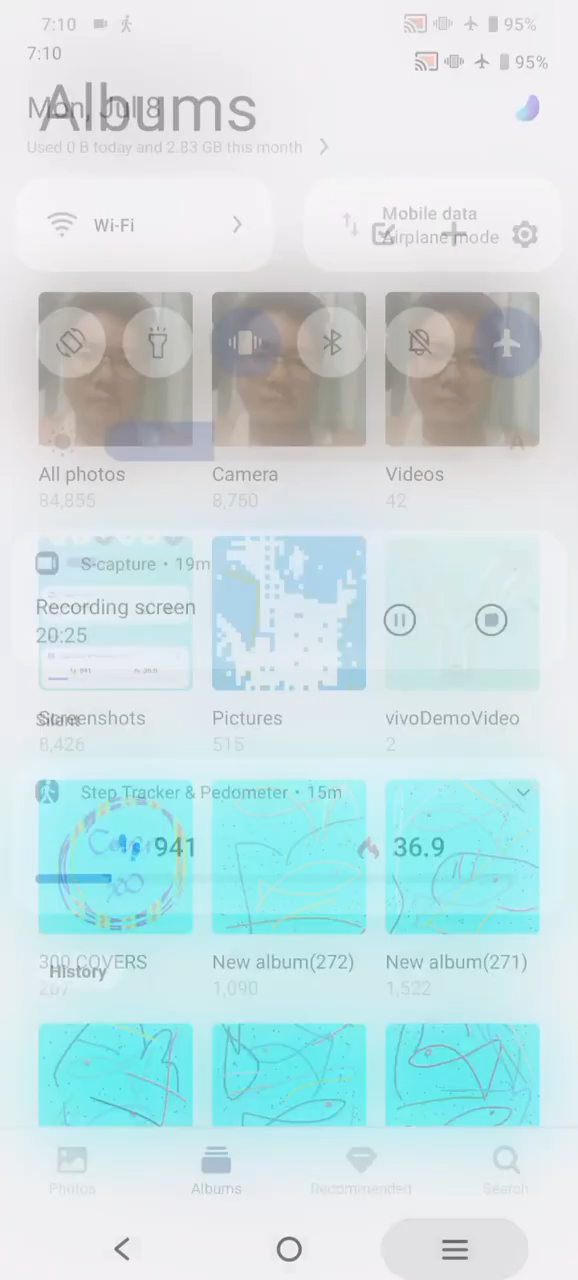 7:10
95%
7:10
95%
Albums
Mon, Jul 8
Used 0 B today and 2.83 GB this month
Wi-Fi
Mobile data
Airplane mode
A
All photos
Camera
Videos
84,855
8,750
42
S-capture • 19m
Recording screen
20:25
Silent
Screenshots
Pictures
vivoDemoVideo
8,426
515
2
Step Tracker & Pedometer • 15m
941
36.9
300 COVERS
New album(272)
New album(271)
History
207
1,090
1,522
Photos
Albums
Recommended
Search